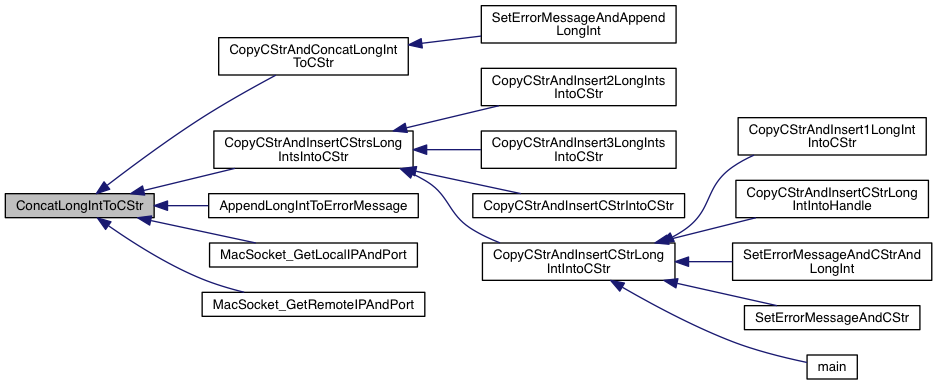 SetErrorMessageAndAppend
LongInt
CopyCStrAndConcatLongInt
ToCStr
CopyCStrAndInsert2LongInts
IntoCStr
CopyCStrAndInsert1LongInt
IntoCStr
CopyCStrAndInsertCStrsLong
IntsIntoCStr
CopyCStrAndInsert3LongInts
IntoCStr
CopyCStrAndInsertCStrLong
IntIntoHandle
ConcatLongIntToCStr
AppendLongIntToErrorMessage
CopyCStrAndInsertCStrIntoCStr
MacSocket_GetLocalIPAndPort
CopyCStrAndInsertCStrLong
IntIntoCStr
SetErrorMessageAndCStrAnd
LongInt
MacSocket_GetRemoteIPAndPort
SetErrorMessageAndCStr
main